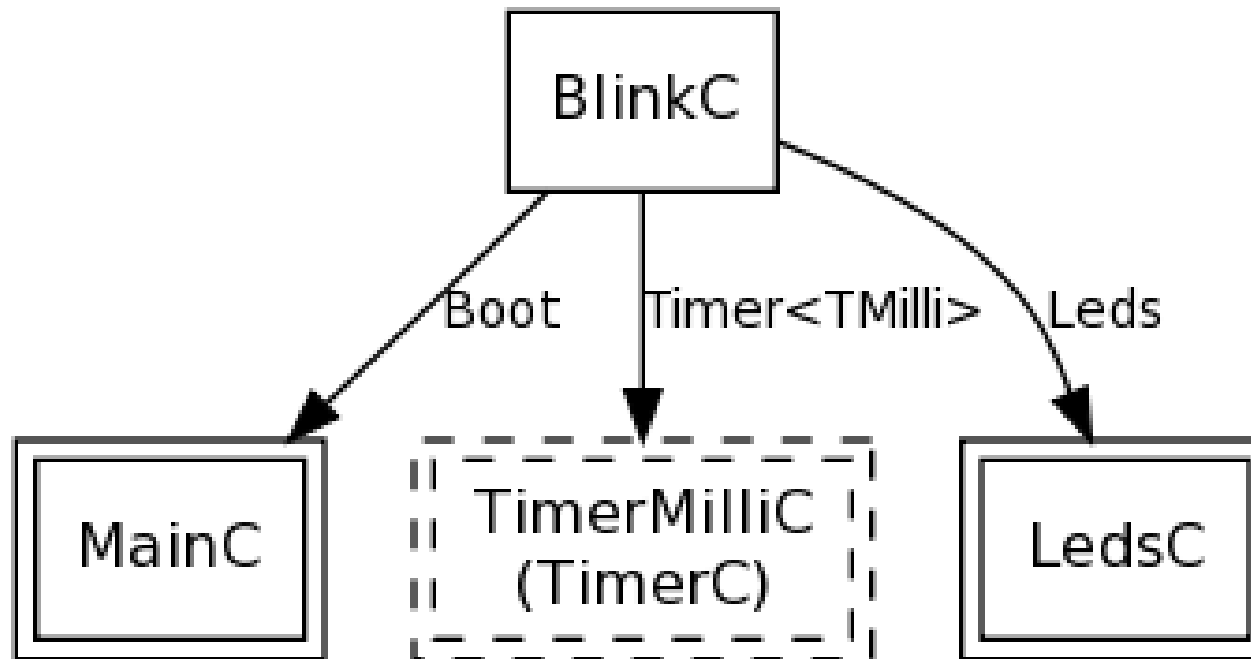 BlinkC
Boot
Timer<TMilli>
Leds
MainC
TimerMilliC
(TimerC)
LedsC